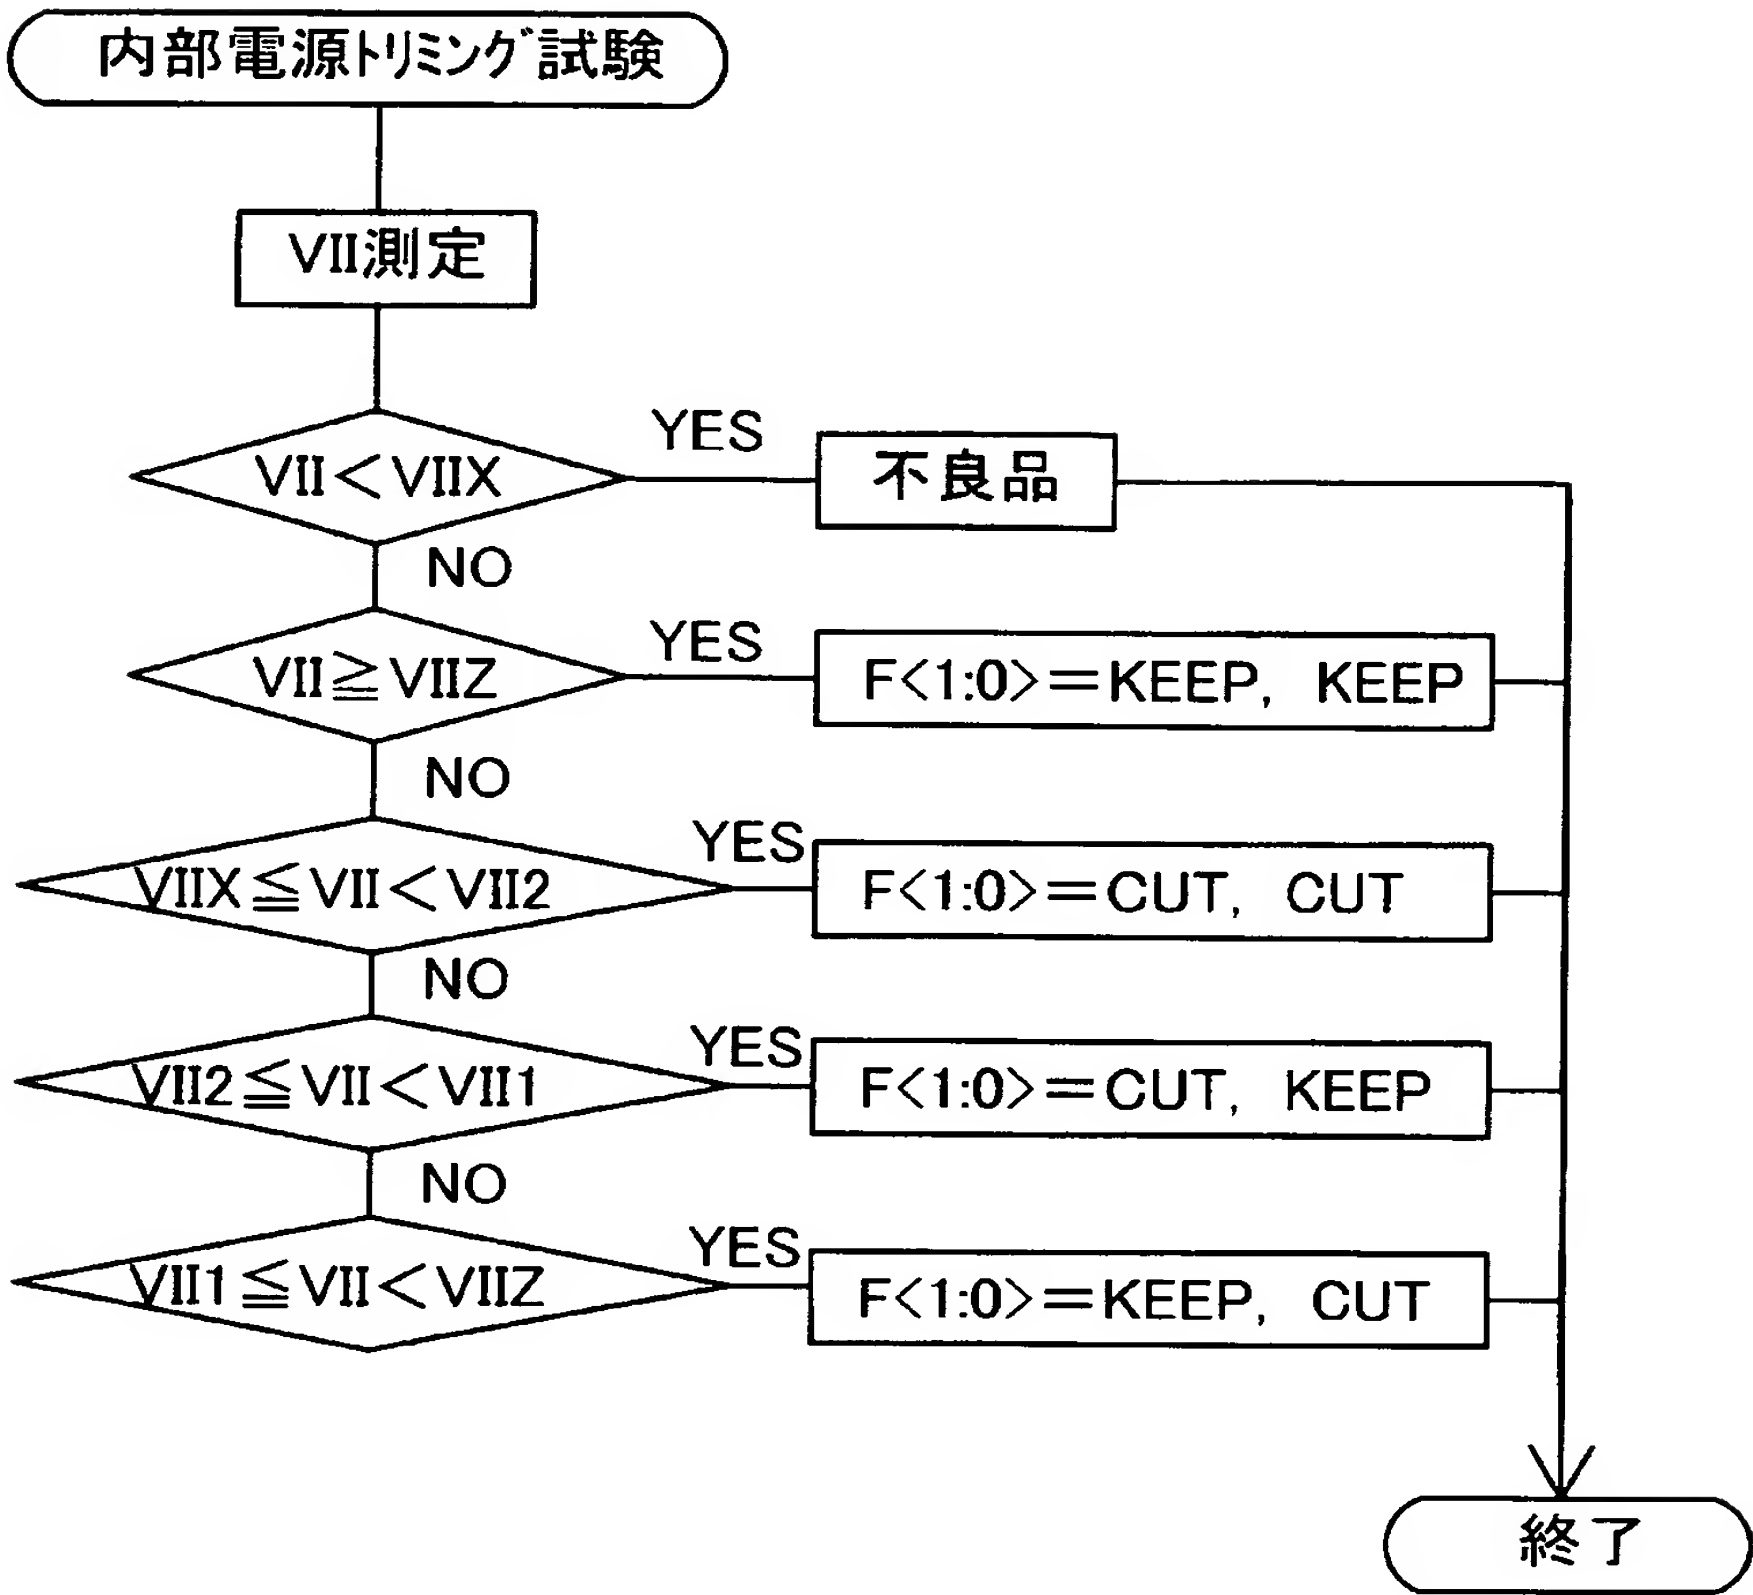 内部電源トリミング試験
VII測定
VII＜VIIX
YES
不良品
NO
VII≧VIIZ
YES
F<1:0>=KEEP, KEEP
NO
VIIX≦VII＜VII2
YES
F<1:0>=CUT, CUT
NO
VII2≦VII＜VII1
YES
F<1:0>=CUT, KEEP
NO
VII1≦VII＜VIIZ
YES
F<1:0>=KEEP, CUT
終了